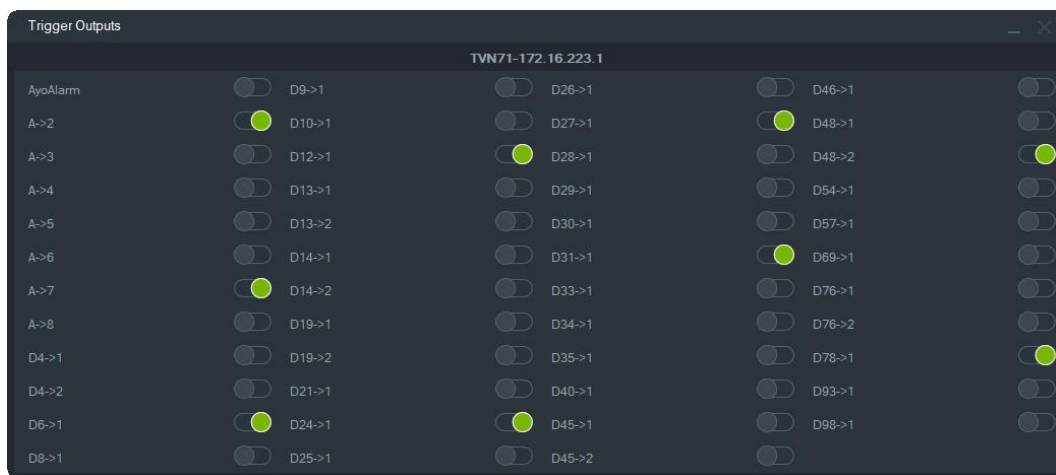 Trigger Outputs
TVN71-172.16.223.1
AyoAlarm D9->1 D26->1 D46->1
A->2 D10->1 D27->1 D48->1
A->3 D12->1 D28->1 D48->2
A->4 D13->1 D29->1 D54->1
A->5 D13->2 D30->1 D57->1
A->6 D14->1 D31->1 D69->1
A->7 D14->2 D33->1 D76->1
A->8 D19->1 D34->1 D76->2
D4->1 D19->2 D35->1 D78->1
D4->2 D21->1 D40->1 D93->1
D6->1 D24->1 D45->1 D98->1
D8->1 D25->1 D45->2